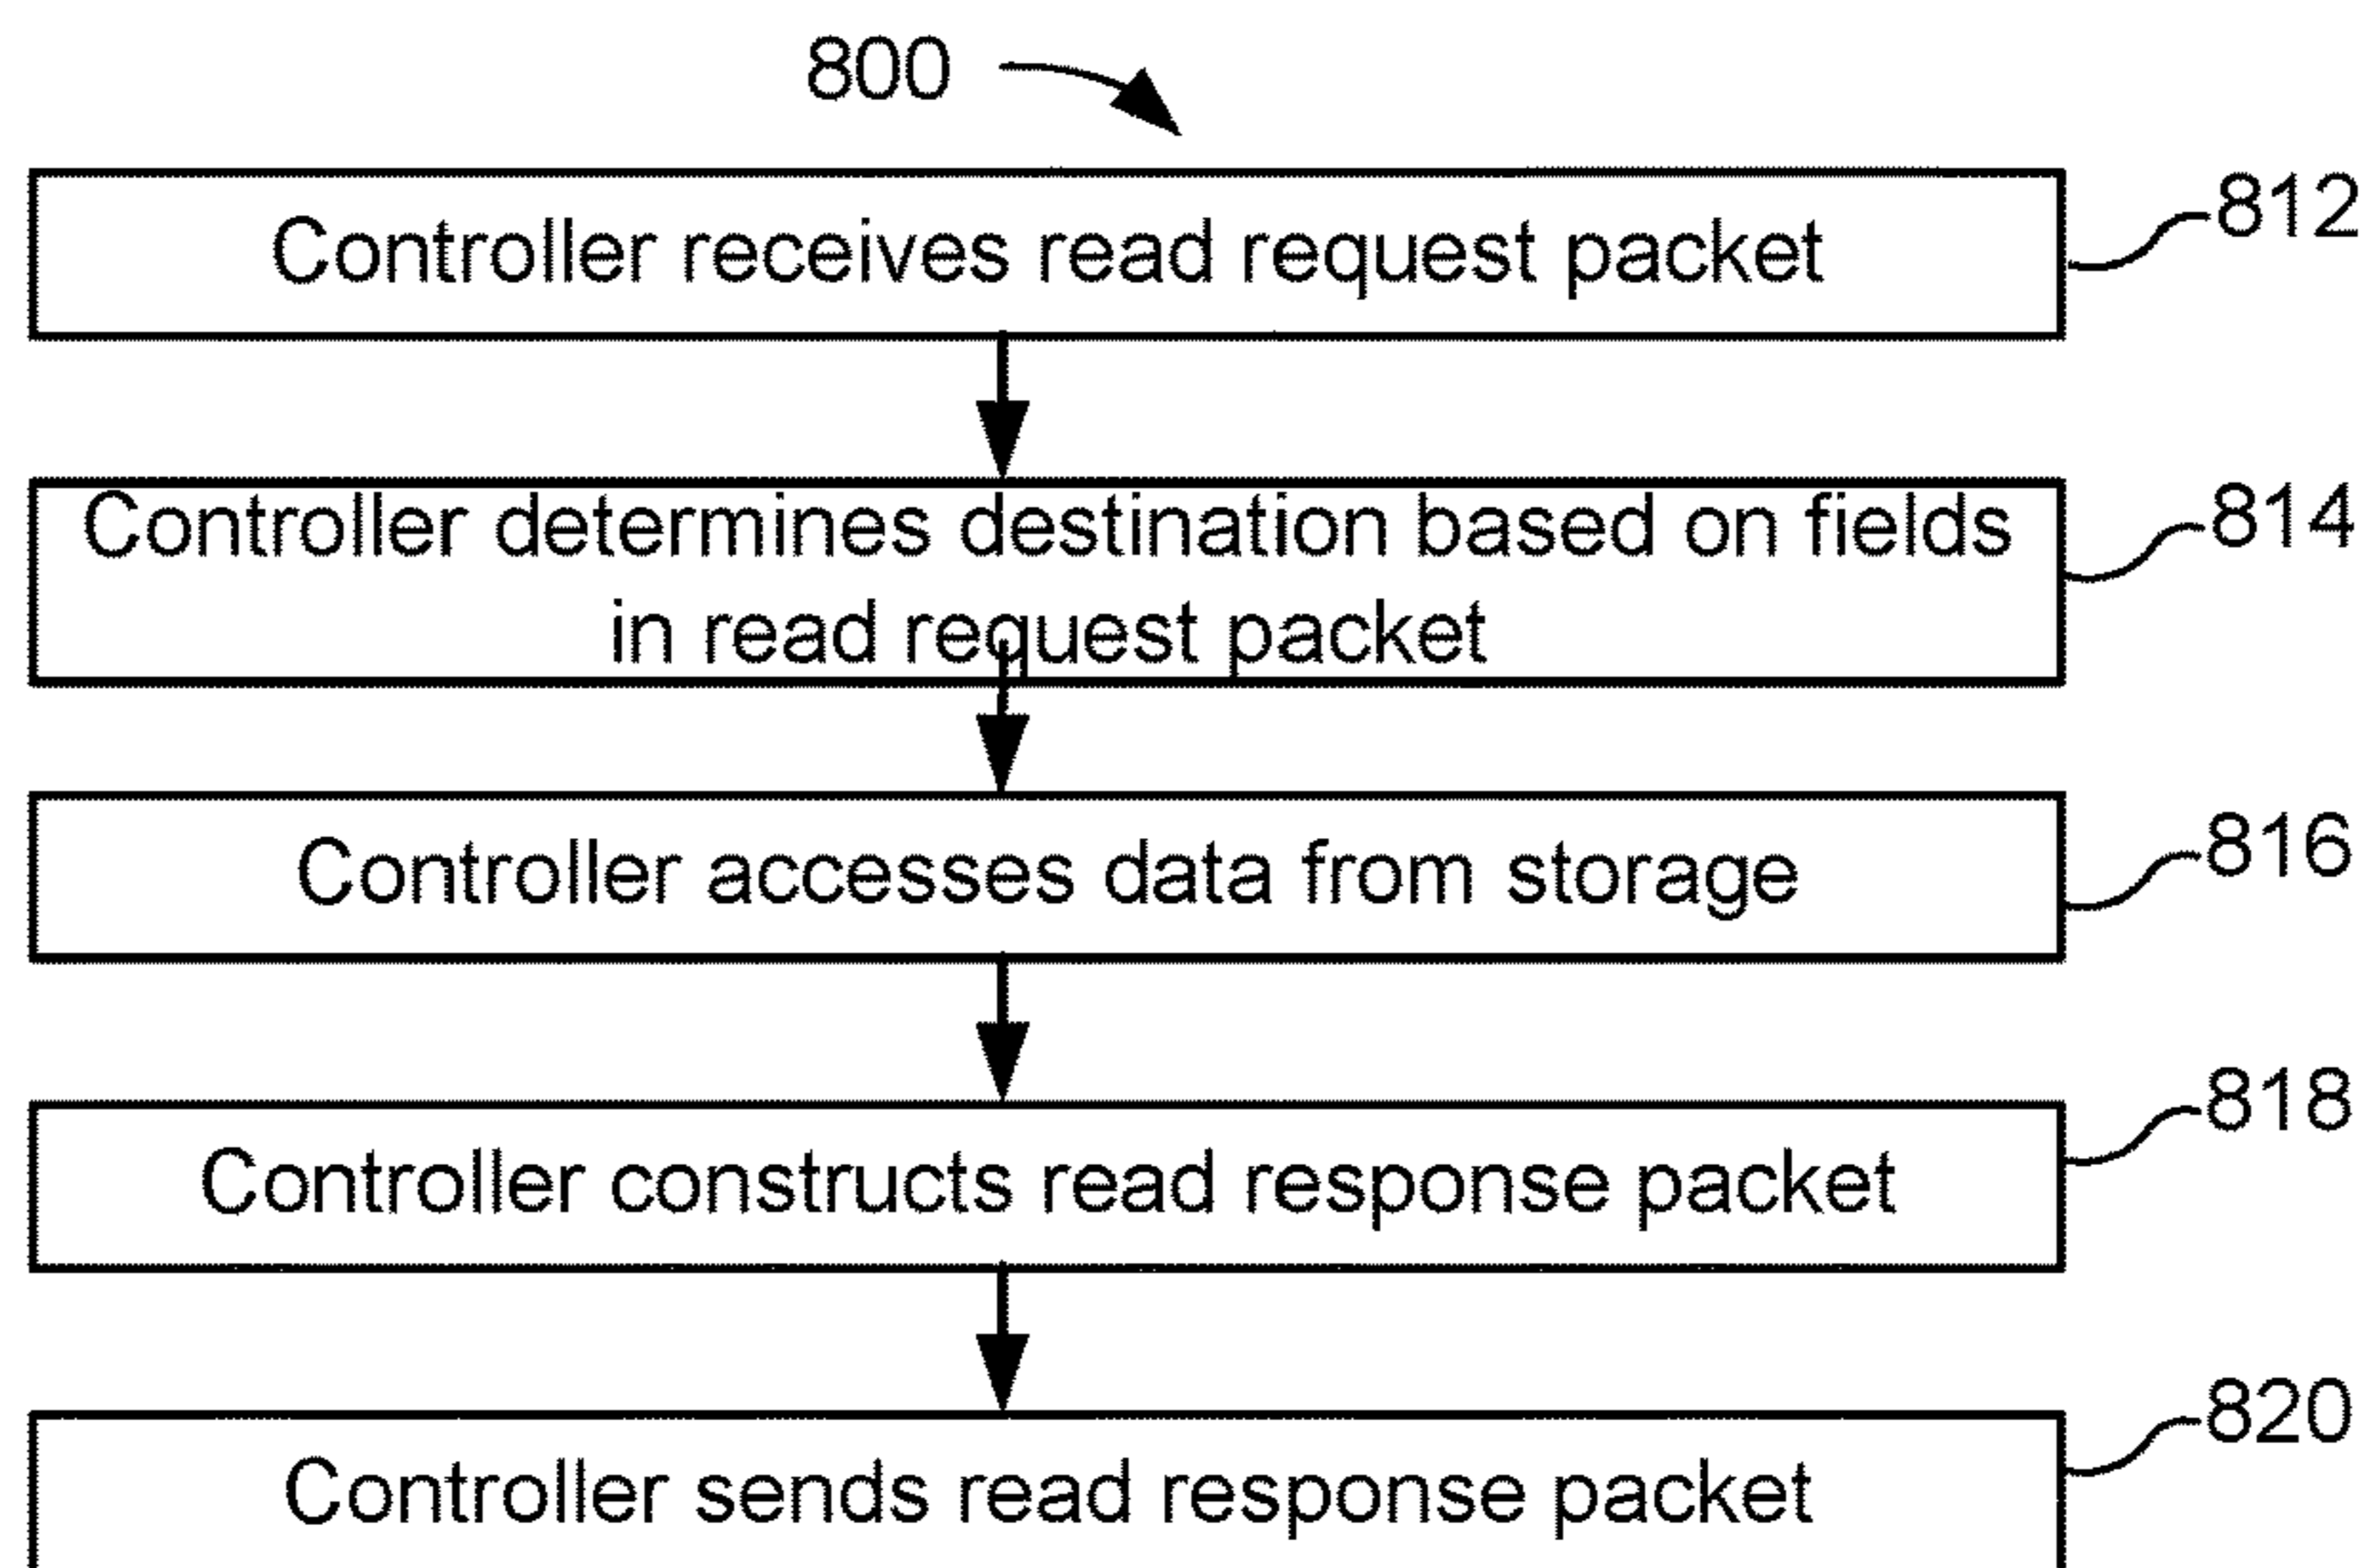 800
Controller receives read request packet
812
Controller determines destination based on fields
in read request packet
814
Controller accesses data from storage
816
Controller constructs read response packet
818
Controller sends read response packet
820